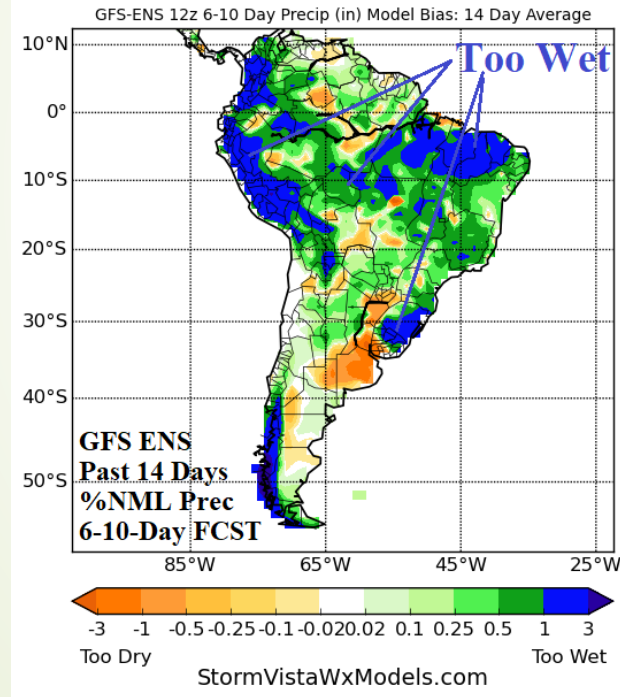 GFS-ENS 12z 6-10 Day Precip (in) Model Bias: 14 Day Average
Too Wet
10°N
0°
10°S
20°S
30°S
40°S
50°S
GFS ENS
Past 14 Days
%NML Prec
6-10-Day FCST
85°W 65°W 45°W 25°W
-3 -1 -0.5 -0.25 -0.1 -0.02 0.02 0.1 0.25 0.5 1 3
Too Dry Too Wet
StormVistaWxModels.com